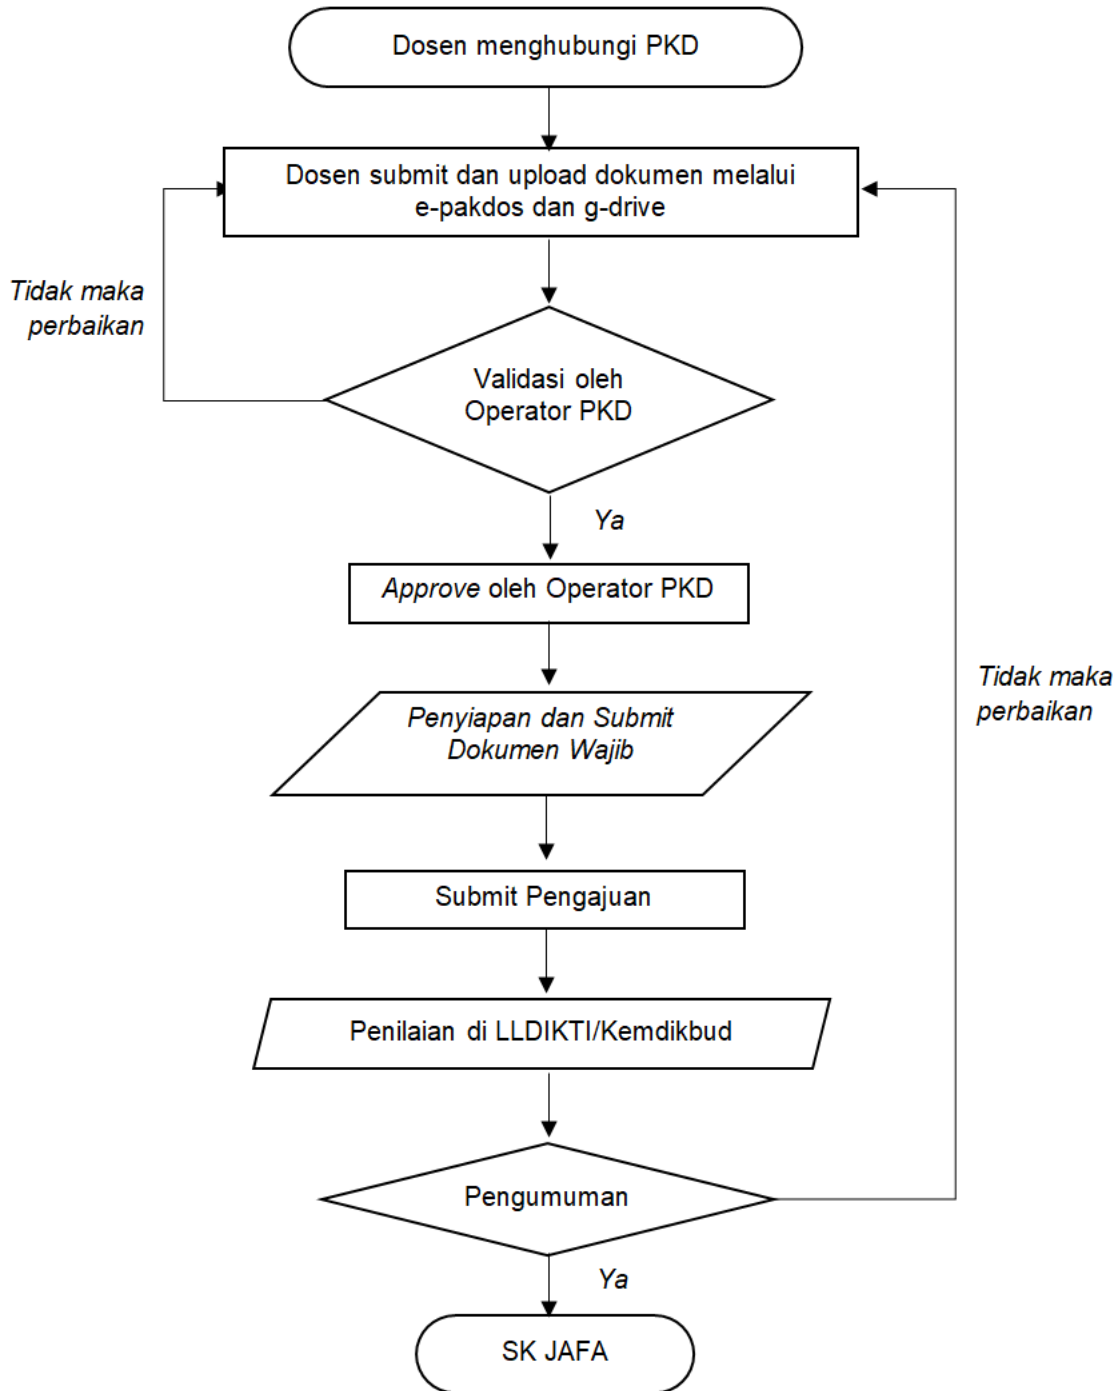 Dosen menghubungi PKD
Dosen submit dan upload dokumen melalui
e-pakdos dan g-drive
Tidak maka
perbaikan
Validasi oleh
Operator PKD
Ya
Approve oleh Operator PKD
Penyiapan dan Submit
Dokumen Wajib
Tidak maka
perbaikan
Submit Pengajuan
Penilaian di LLDIKTI/Kemdikbud
Pengumuman
Ya
SK JAFA